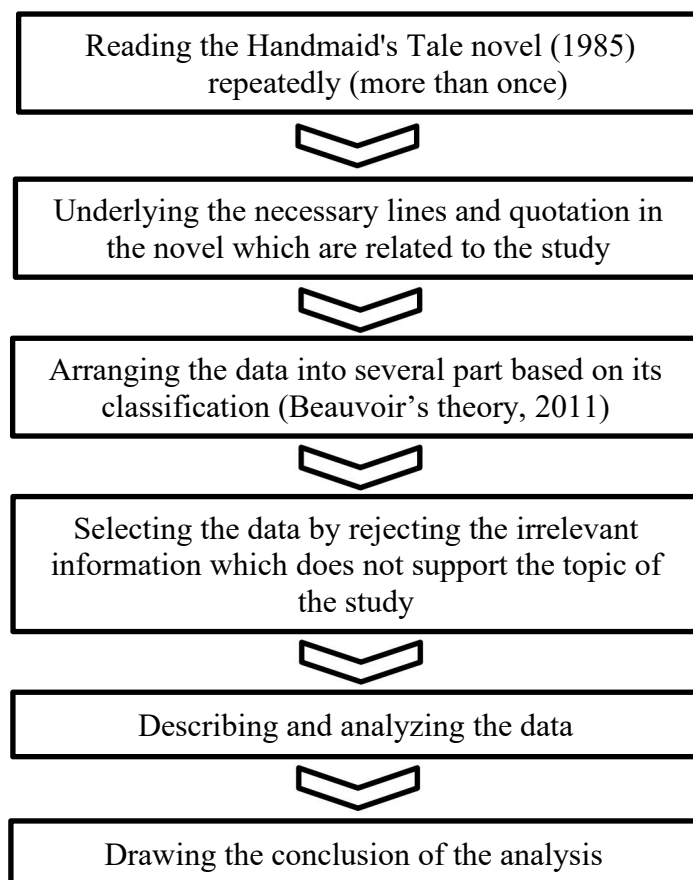 Reading the Handmaid's Tale novel (1985)
repeatedly (more than once)
Underlying the necessary lines and quotation in
the novel which are related to the study
Arranging the data into several part based on its
classification (Beauvoir’s theory, 2011)
Selecting the data by rejecting the irrelevant
information which does not support the topic of
the study
Describing and analyzing the data
Drawing the conclusion of the analysis